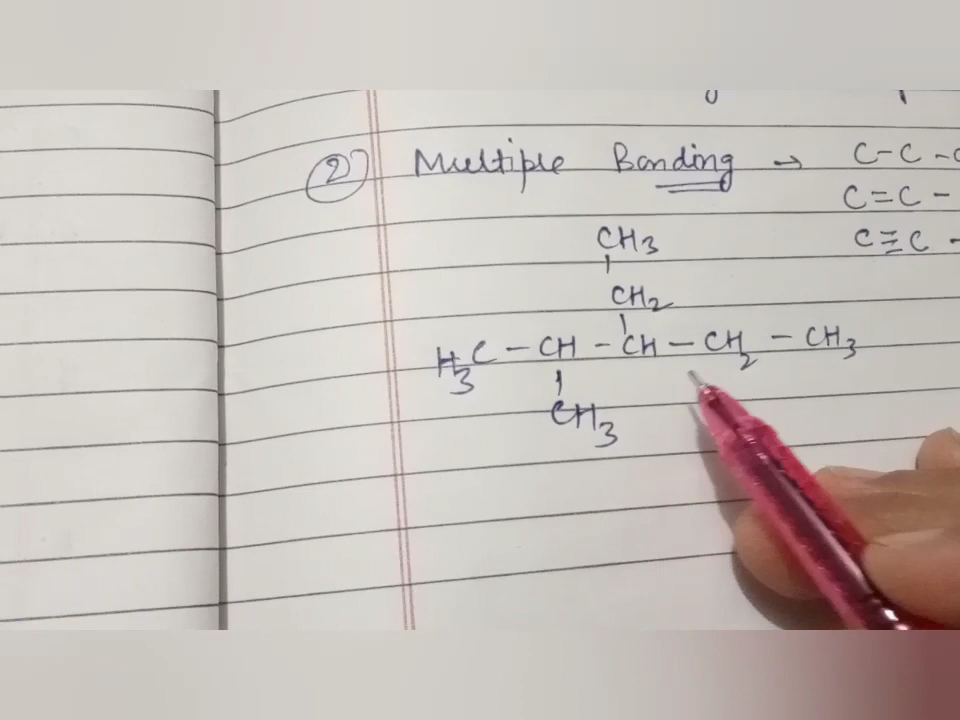 ② Multiple Bonding → C-C-C
C=C-
C≡C-
CH3
CH2
H3C - CH - CH - CH2 - CH3
CH3